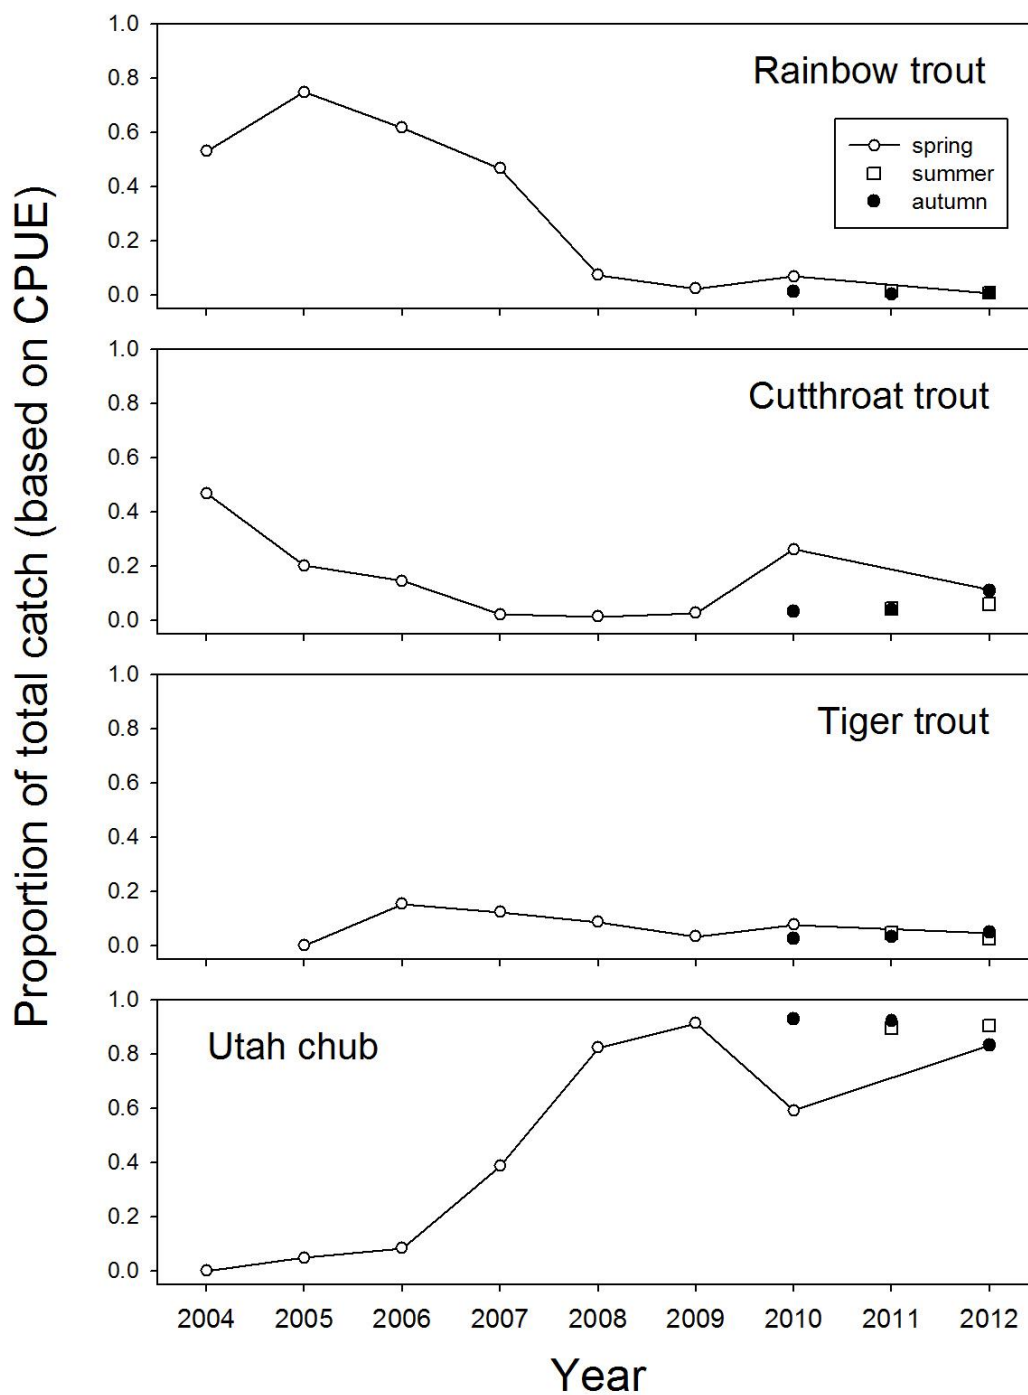 Proportion of total catch (based on CPUE)
1.0
0.8
0.6
0.4
0.2
0.0
Rainbow trout
spring
summer
autumn
1.0
0.8
0.6
0.4
0.2
0.0
Cutthroat trout
1.0
0.8
0.6
0.4
0.2
0.0
Tiger trout
1.0
0.8
0.6
0.4
0.2
0.0
Utah chub
2004 2005 2006 2007 2008 2009 2010 2011 2012
Year